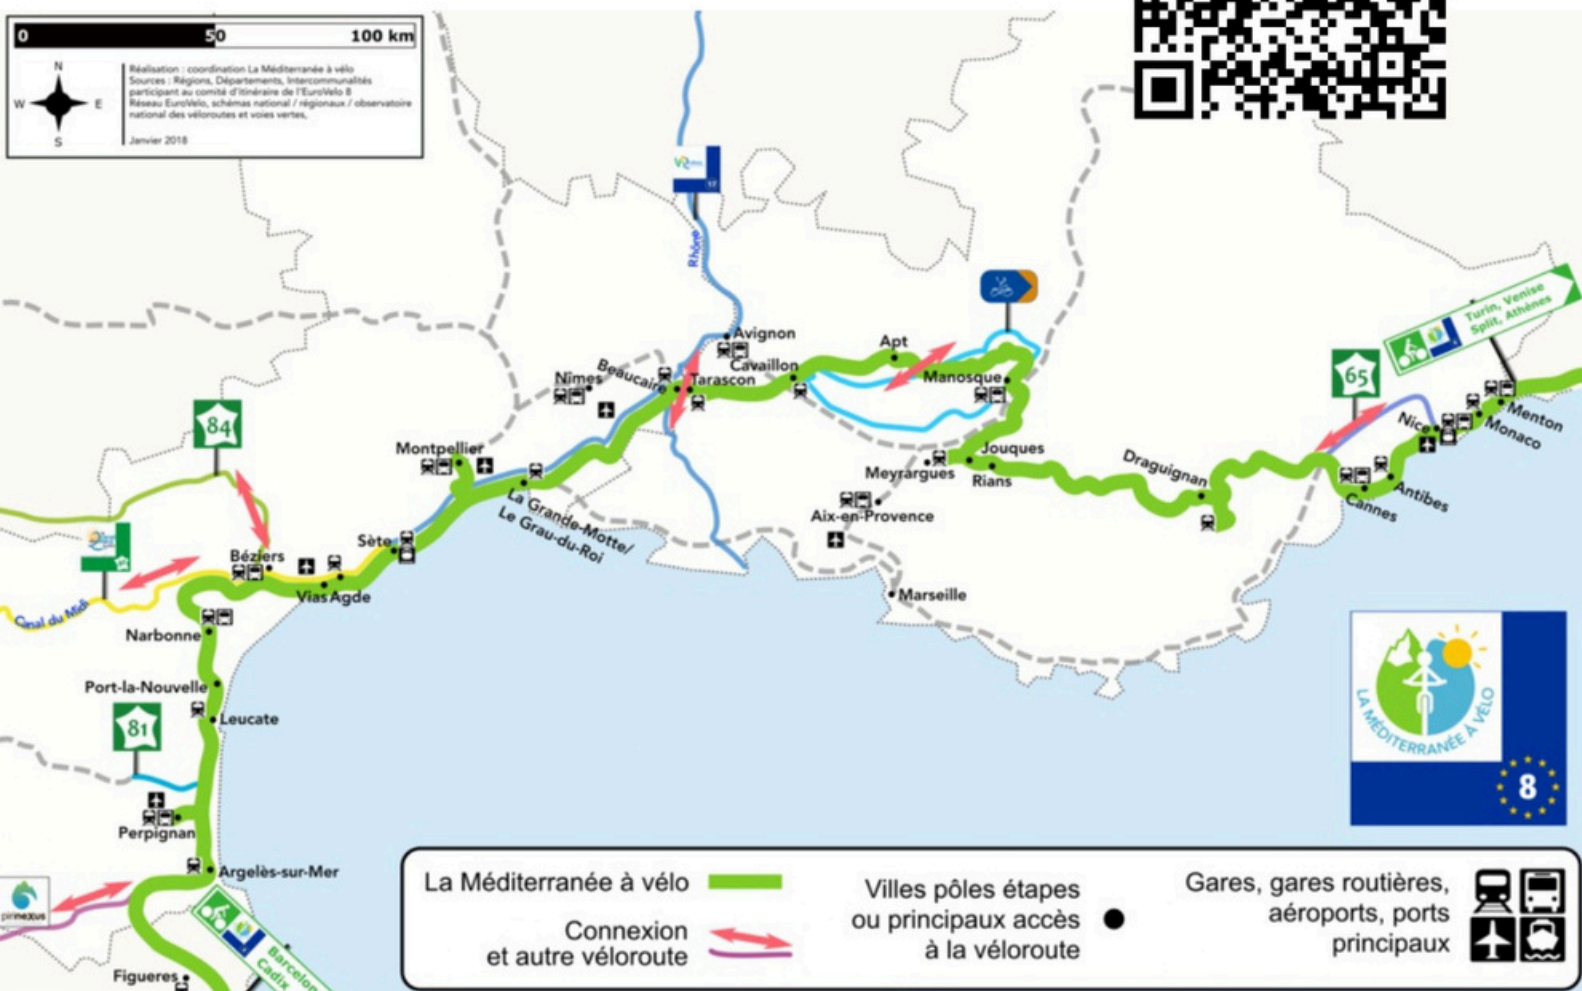 0 50 100 km
N
W E
S
Réalisation : coordination La Méditerranée à vélo
Sources : Régions, Départements, Intercommunalités
participant au comité d'itinéraire de l'EuroVelo 8
Réseau EuroVelo, schémas national / régionaux / observatoire
national des véloroutes et voies vertes,
Janvier 2018
17
Rhône
Avignon
Apt
Cavaillon
Beaucaire
Tarascon
Nîmes
Manosque
Turin, Venise
Split, Athènes
65
Menton
Monaco
Nice
Antibes
Cannes
84
Montpellier
Jouques
Meyrargues
Rians
Draguignan
La Grande-Motte/
Le Grau-du-Roi
Aix-en-Provence
Sète
Béziers
Vias
Agde
Marseille
Canal du Midi
Narbonne
Port-la-Nouvelle
Leucate
81
Perpignan
Argelès-sur-Mer
pirinexus
Figueres
Barcelon
Cadix
LA MÉDITERRANÉE À VÉLO
8
La Méditerranée à vélo
Connexion
et autre véloroute
Villes pôles étapes
ou principaux accès
à la véloroute
Gares, gares routières,
aéroports, ports
principaux